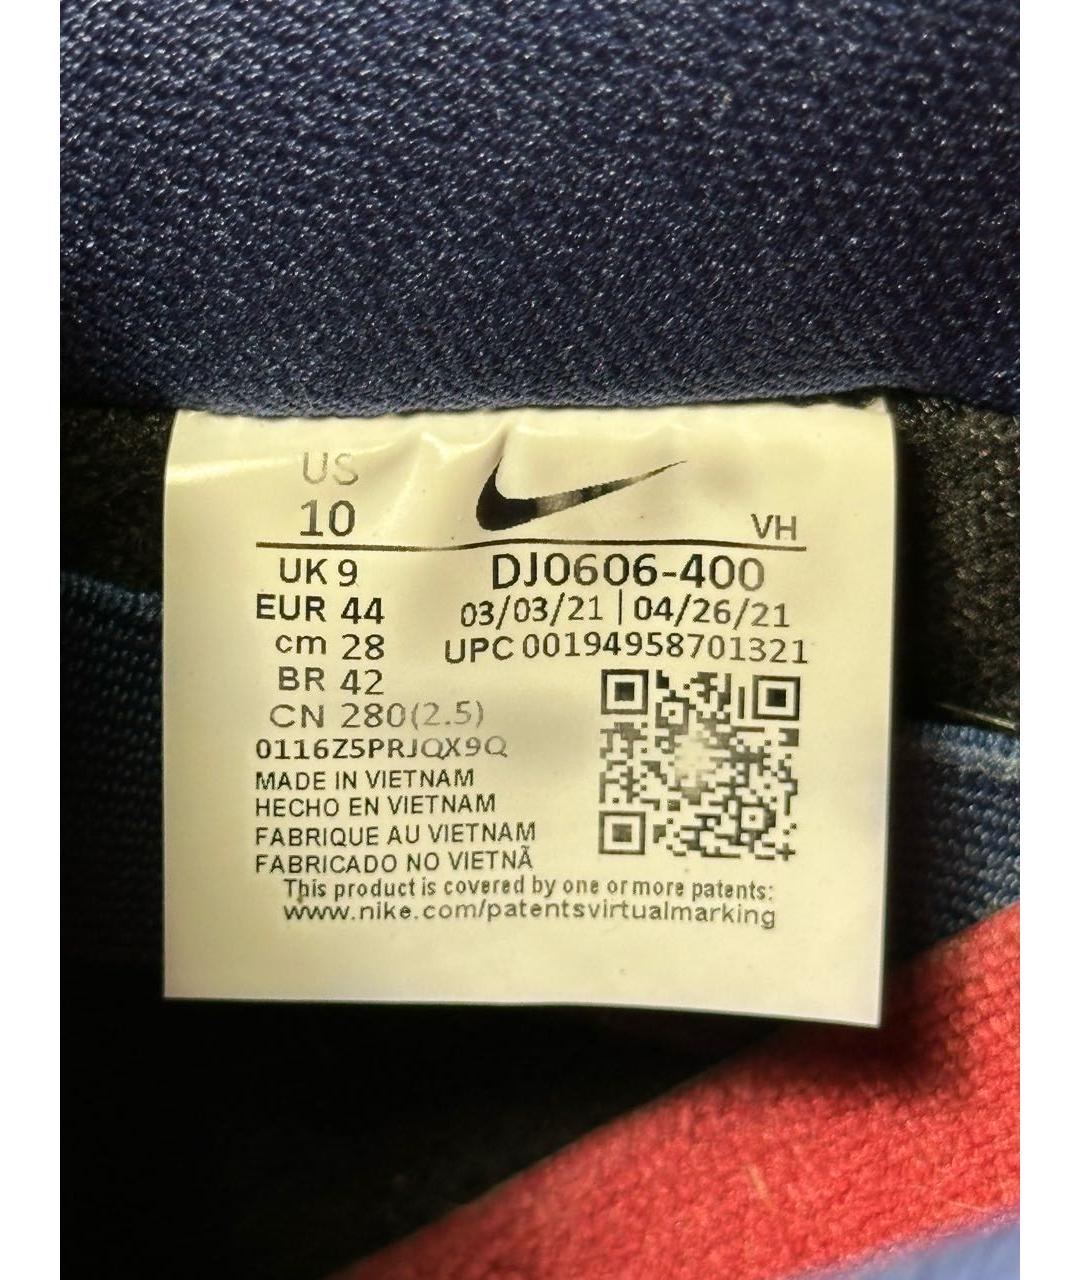 US
10
VH
UK 9
DJ0606-400
EUR 44
03/03/21 | 04/26/21
cm 28
UPC 00194958701321
BR 42
CN 280(2.5)
0116Z5PRJQX9Q
MADE IN VIETNAM
HECHO EN VIETNAM
FABRIQUE AU VIETNAM
FABRICADO NO VIETNÃ
This product is covered by one or more patents:
www.nike.com/patentsvirtualmarking